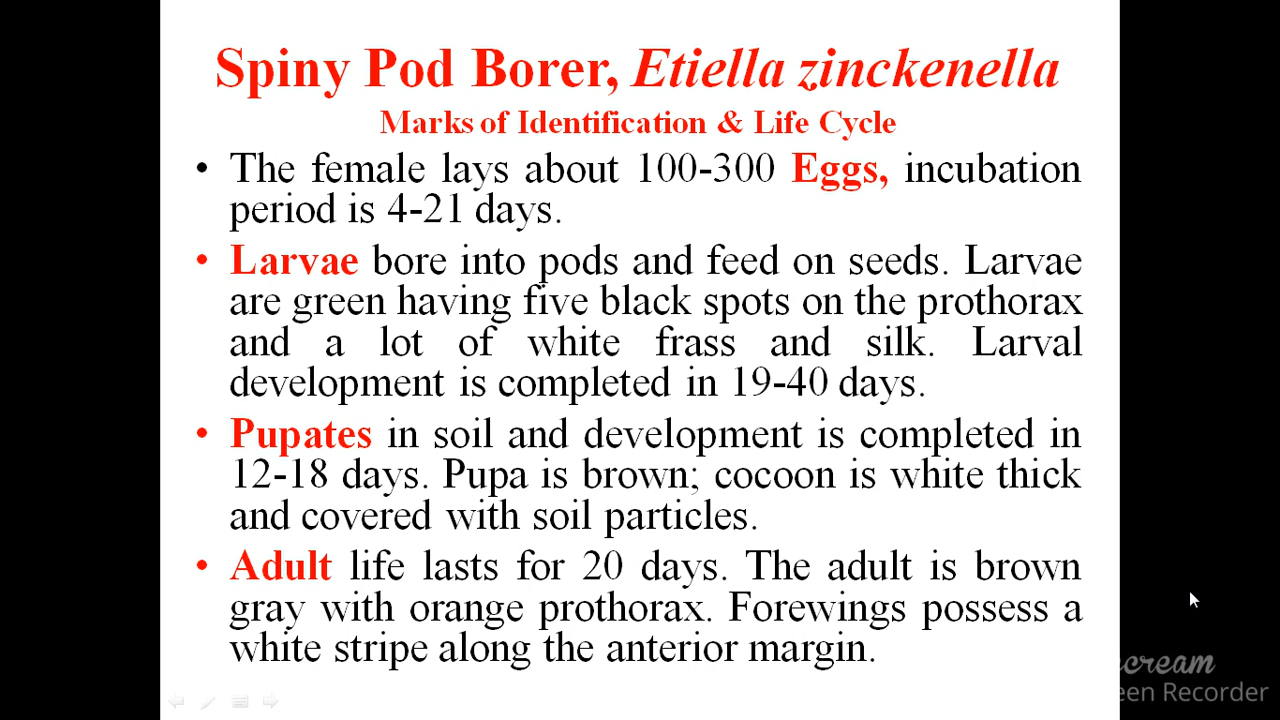 Spiny Pod Borer, Etiella zinckenella
Marks of Identification & Life Cycle
• The female lays about 100-300 Eggs, incubation
period is 4-21 days.
• Larvae bore into pods and feed on seeds. Larvae
are green having five black spots on the prothorax
and a lot of white frass and silk. Larval
development is completed in 19-40 days.
• Pupates in soil and development is completed in
12-18 days. Pupa is brown; cocoon is white thick
and covered with soil particles.
• Adult life lasts for 20 days. The adult is brown
gray with orange prothorax. Forewings possess a
white stripe along the anterior margin.
cream
een Recorder